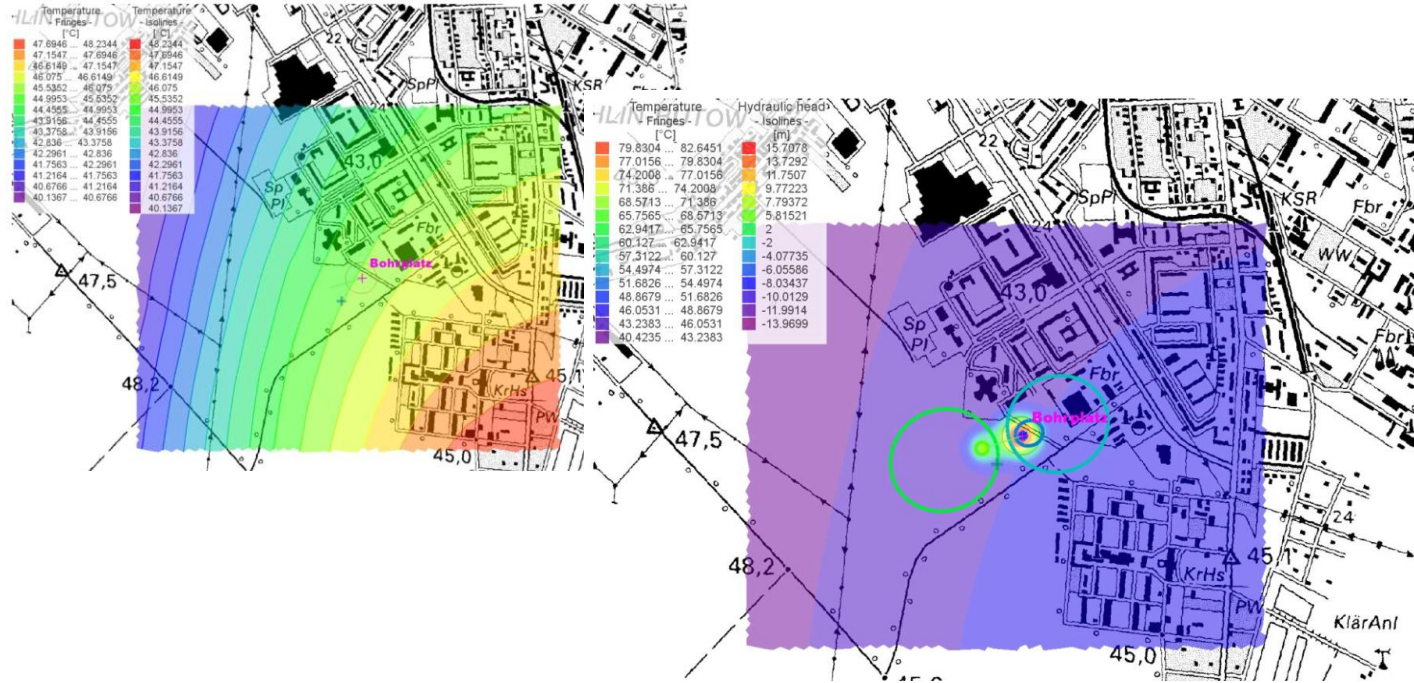 Temperature
- Fringes -
[°C]
47.6946 ... 48.2344
47.1547 ... 47.6946
46.6149 ... 47.1547
46.075 ... 46.6149
45.5352 ... 46.075
44.9953 ... 45.5352
44.4555 ... 44.9953
43.9156 ... 44.4555
43.3758 ... 43.9156
42.836 ... 43.3758
42.2961 ... 42.836
41.7563 ... 42.2961
41.2164 ... 41.7563
40.6766 ... 41.2164
40.1367 ... 40.6766
Temperature
- Isolines -
[°C]
48.2344
47.6946
47.1547
46.6149
46.075
45.5352
44.9953
44.4555
43.9156
43.3758
42.836
42.2961
41.7563
41.2164
40.6766
40.1367
22
SpPl
24
KSR
Fbr
43,0
Sp
Pl
Fbr
Bohrplatz
47,5
48,2
KrHs
45,1
PW
45,0
Temperature
- Fringes -
[°C]
79.8304 ... 82.6451
77.0156 ... 79.8304
74.2008 ... 77.0156
71.386 ... 74.2008
68.5713 ... 71.386
65.7565 ... 68.5713
62.9417 ... 65.7565
60.127 ... 62.9417
57.3122 ... 60.127
54.4974 ... 57.3122
51.6826 ... 54.4974
48.8679 ... 51.6826
46.0531 ... 48.8679
43.2383 ... 46.0531
40.4235 ... 43.2383
Hydraulic head
- Isolines -
[m]
15.7078
13.7292
11.7507
9.77223
7.79372
5.81521
2
-2
-4.07735
-6.05586
-8.03437
-10.0129
-11.9914
-13.9699
22
SpPl
24
KSR
Fbr
WW
43,0
Sp
Pl
Fbr
Fbr
Bohrplatz
47,5
24
48,2
45,1
KrHs
PW
KlärAnl
45,0